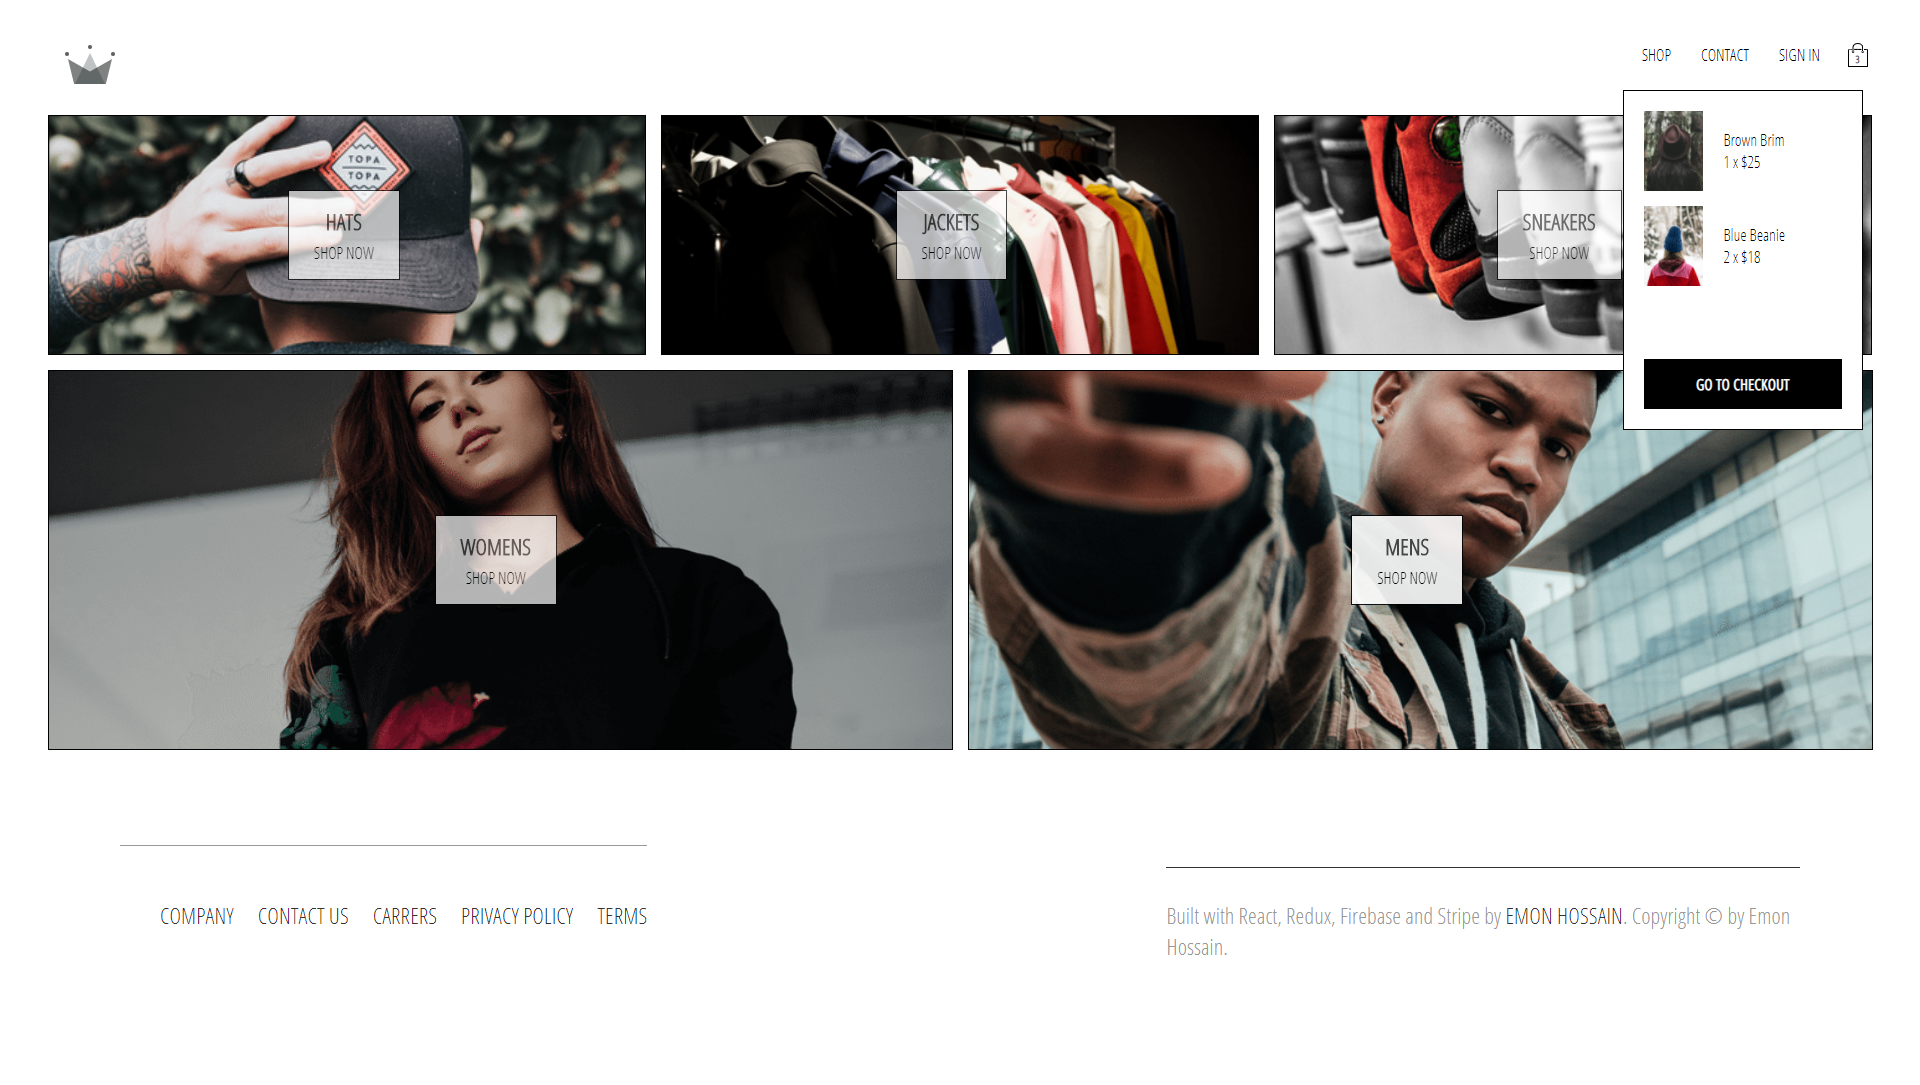 SHOP CONTACT SIGN IN 3
TOPA
TOPA
HATS
SHOP NOW
JACKETS
SHOP NOW
SNEAKERS
SHOP NOW
Brown Brim
1 x $25
Blue Beanie
2 x $18
GO TO CHECKOUT
WOMENS
SHOP NOW
MENS
SHOP NOW
COMPANY CONTACT US CARRERS PRIVACY POLICY TERMS
Built with React, Redux, Firebase and Stripe by EMON HOSSAIN. Copyright © by Emon
Hossain.